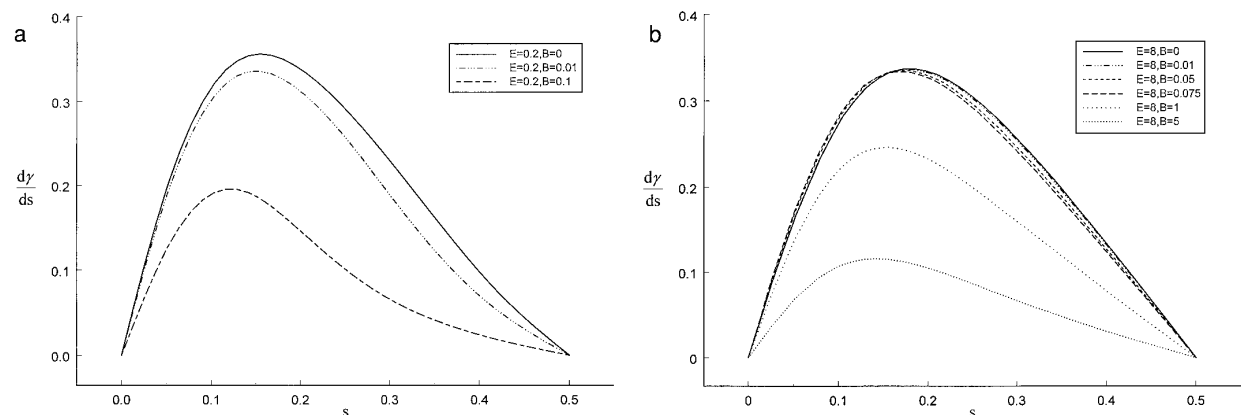 a
0.4
0.3
0.2
0.1
0.0
dγ
ds
0.0 0.1 0.2 0.3 0.4 0.5
s
E=0.2,B=0
E=0.2,B=0.01
E=0.2,B=0.1
b
0.4
0.3
0.2
0.1
0
dγ
ds
0 0.1 0.2 0.3 0.4 0.5
s
E=8,B=0
E=8,B=0.01
E=8,B=0.05
E=8,B=0.075
E=8,B=1
E=8,B=5